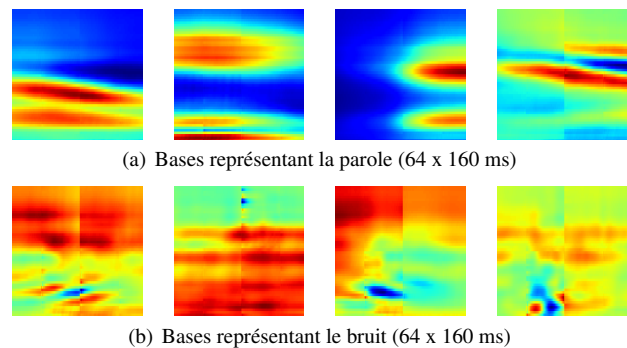 (a) Bases représentant la parole (64 x 160 ms)
(b) Bases représentant le bruit (64 x 160 ms)